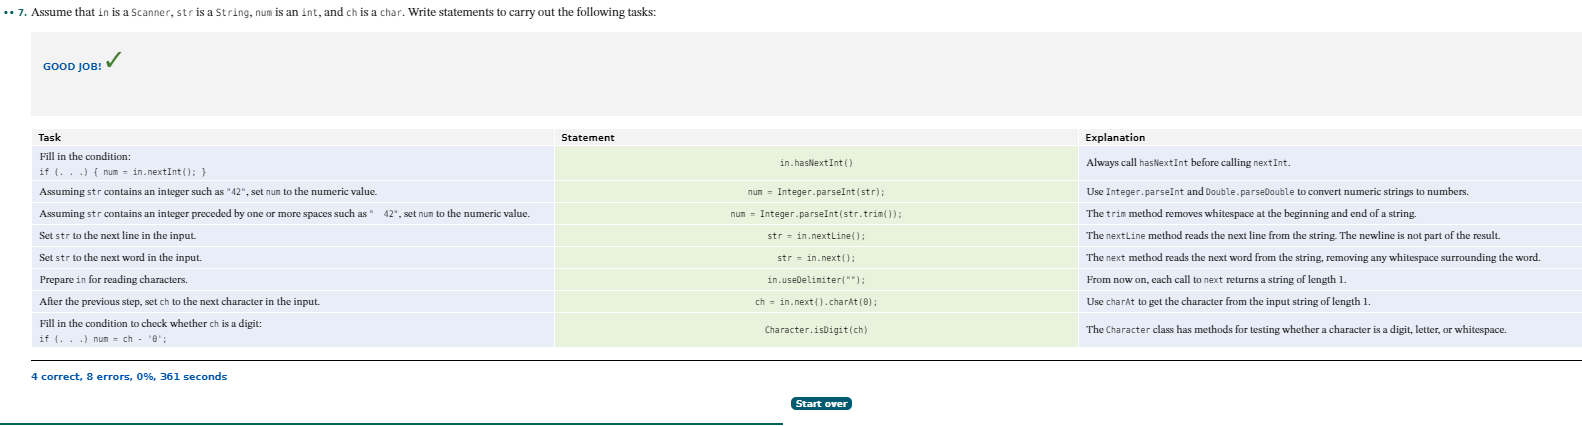 •• 7. Assume that in is a Scanner, str is a String, num is an int, and ch is a char. Write statements to carry out the following tasks:
GOOD JOB! ✓
Task Statement Explanation
Fill in the condition:
if (. . .) { num = in.nextInt(); } in.hasNextInt() Always call hasNextInt before calling nextInt.
Assuming str contains an integer such as "42", set num to the numeric value. num = Integer.parseInt(str); Use Integer.parseInt and Double.parseDouble to convert numeric strings to numbers.
Assuming str contains an integer preceded by one or more spaces such as "  42", set num to the numeric value. num = Integer.parseInt(str.trim()); The trim method removes whitespace at the beginning and end of a string.
Set str to the next line in the input. str = in.nextLine(); The nextLine method reads the next line from the string. The newline is not part of the result.
Set str to the next word in the input. str = in.next(); The next method reads the next word from the string, removing any whitespace surrounding the word.
Prepare in for reading characters. in.useDelimiter(""); From now on, each call to next returns a string of length 1.
After the previous step, set ch to the next character in the input. ch = in.next().charAt(0); Use charAt to get the character from the input string of length 1.
Fill in the condition to check whether ch is a digit:
if (. . .) num = ch - '0'; Character.isDigit(ch) The Character class has methods for testing whether a character is a digit, letter, or whitespace.
4 correct, 8 errors, 0%, 361 seconds
Start over